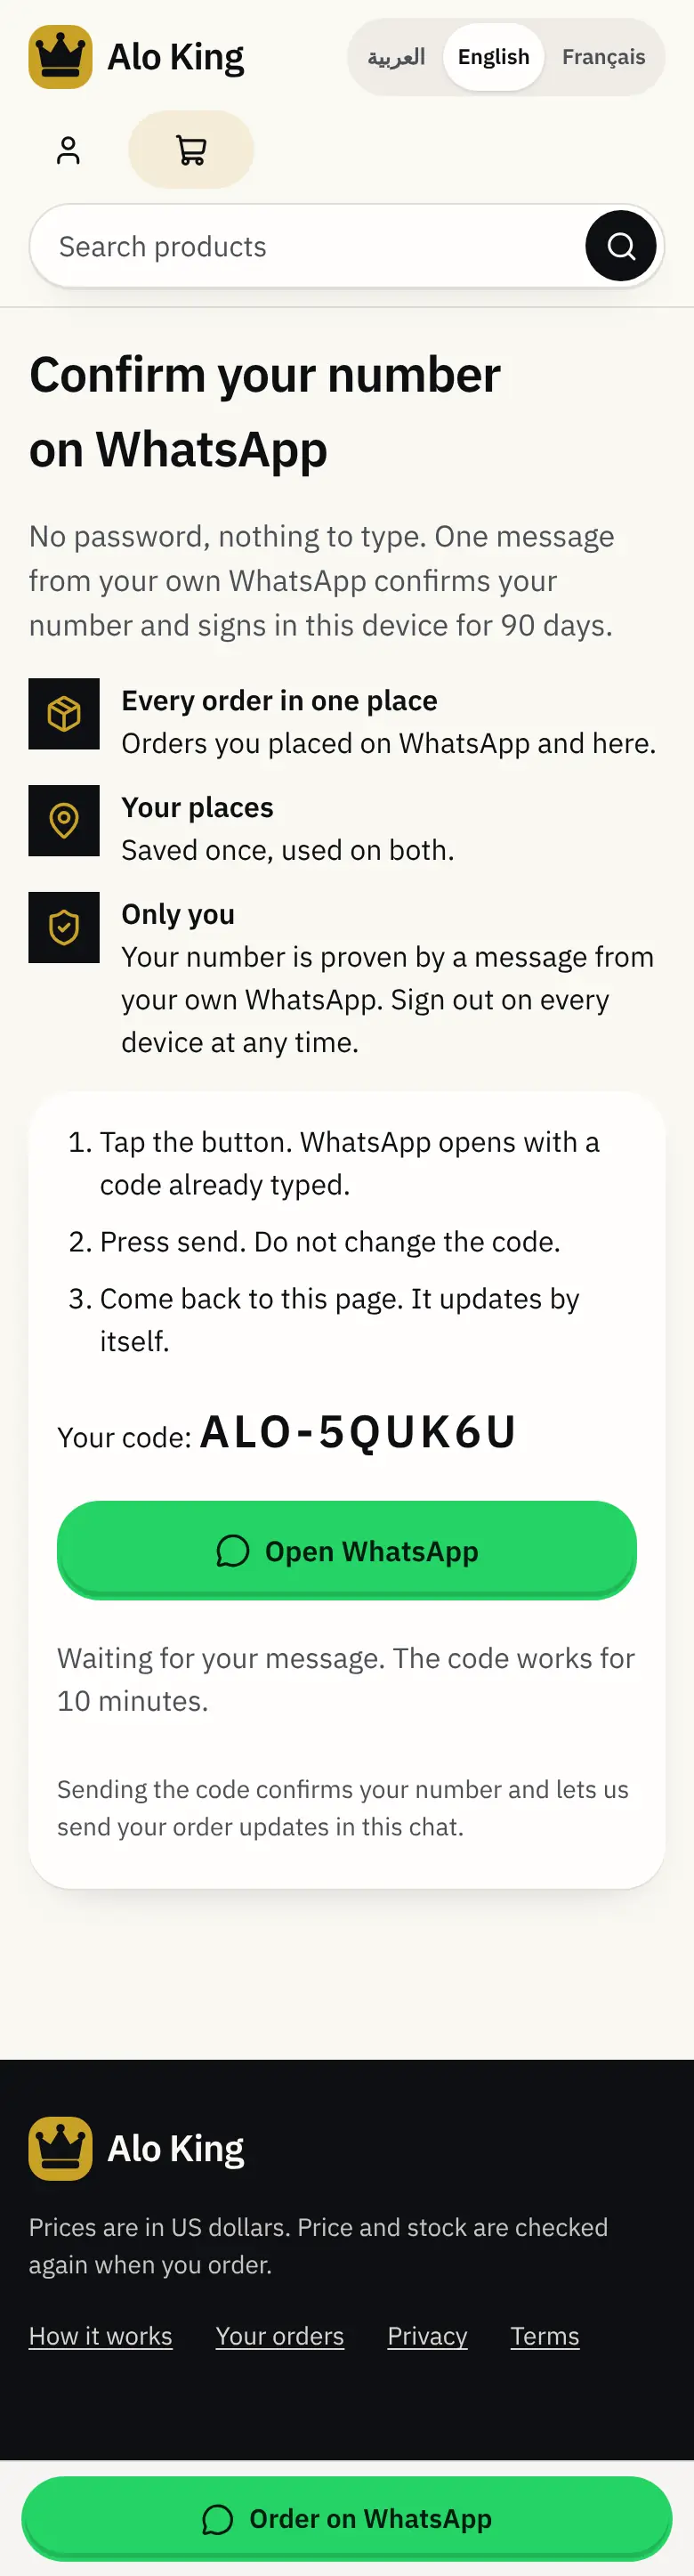 Alo King
العربية English Français
Search products
Confirm your number
on WhatsApp
No password, nothing to type. One message
from your own WhatsApp confirms your
number and signs in this device for 90 days.
Every order in one place
Orders you placed on WhatsApp and here.
Your places
Saved once, used on both.
Only you
Your number is proven by a message from
your own WhatsApp. Sign out on every
device at any time.
1. Tap the button. WhatsApp opens with a
code already typed.
2. Press send. Do not change the code.
3. Come back to this page. It updates by
itself.
Your code: ALO-5QUK6U
Open WhatsApp
Waiting for your message. The code works for
10 minutes.
Sending the code confirms your number and lets us
send your order updates in this chat.
Alo King
Prices are in US dollars. Price and stock are checked
again when you order.
How it works Your orders Privacy Terms
Order on WhatsApp